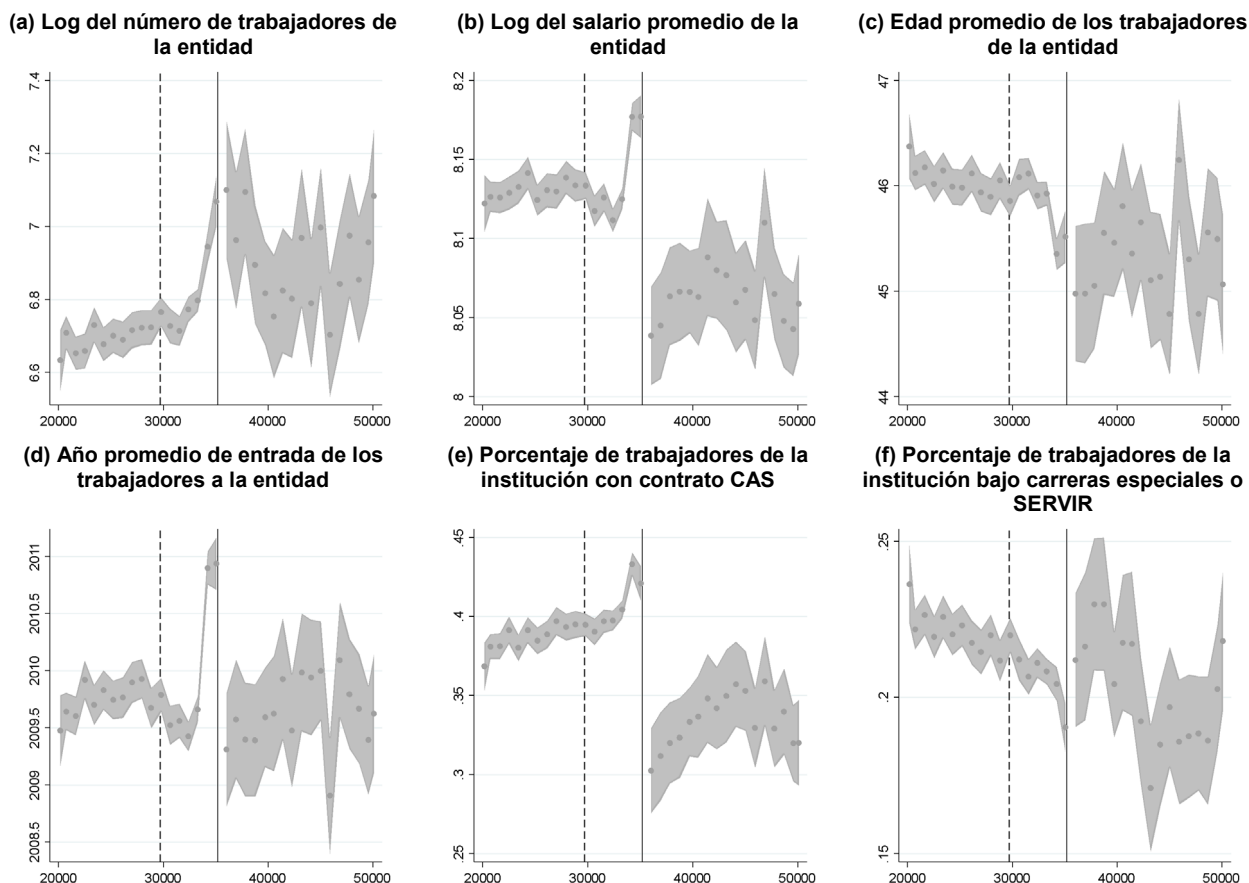 (a) Log del número de trabajadores de
la entidad
7.4
7.2
7
6.8
6.6
20000 30000 40000 50000
(b) Log del salario promedio de la
entidad
8.2
8.15
8.1
8.05
8
20000 30000 40000 50000
(c) Edad promedio de los trabajadores
de la entidad
47
46
45
44
20000 30000 40000 50000
(d) Año promedio de entrada de los
trabajadores a la entidad
2011
2010.5
2010
2009.5
2009
2008.5
20000 30000 40000 50000
(e) Porcentaje de trabajadores de la
institución con contrato CAS
.45
.4
.35
.3
.25
20000 30000 40000 50000
(f) Porcentaje de trabajadores de la
institución bajo carreras especiales o
SERVIR
.25
.2
.15
20000 30000 40000 50000